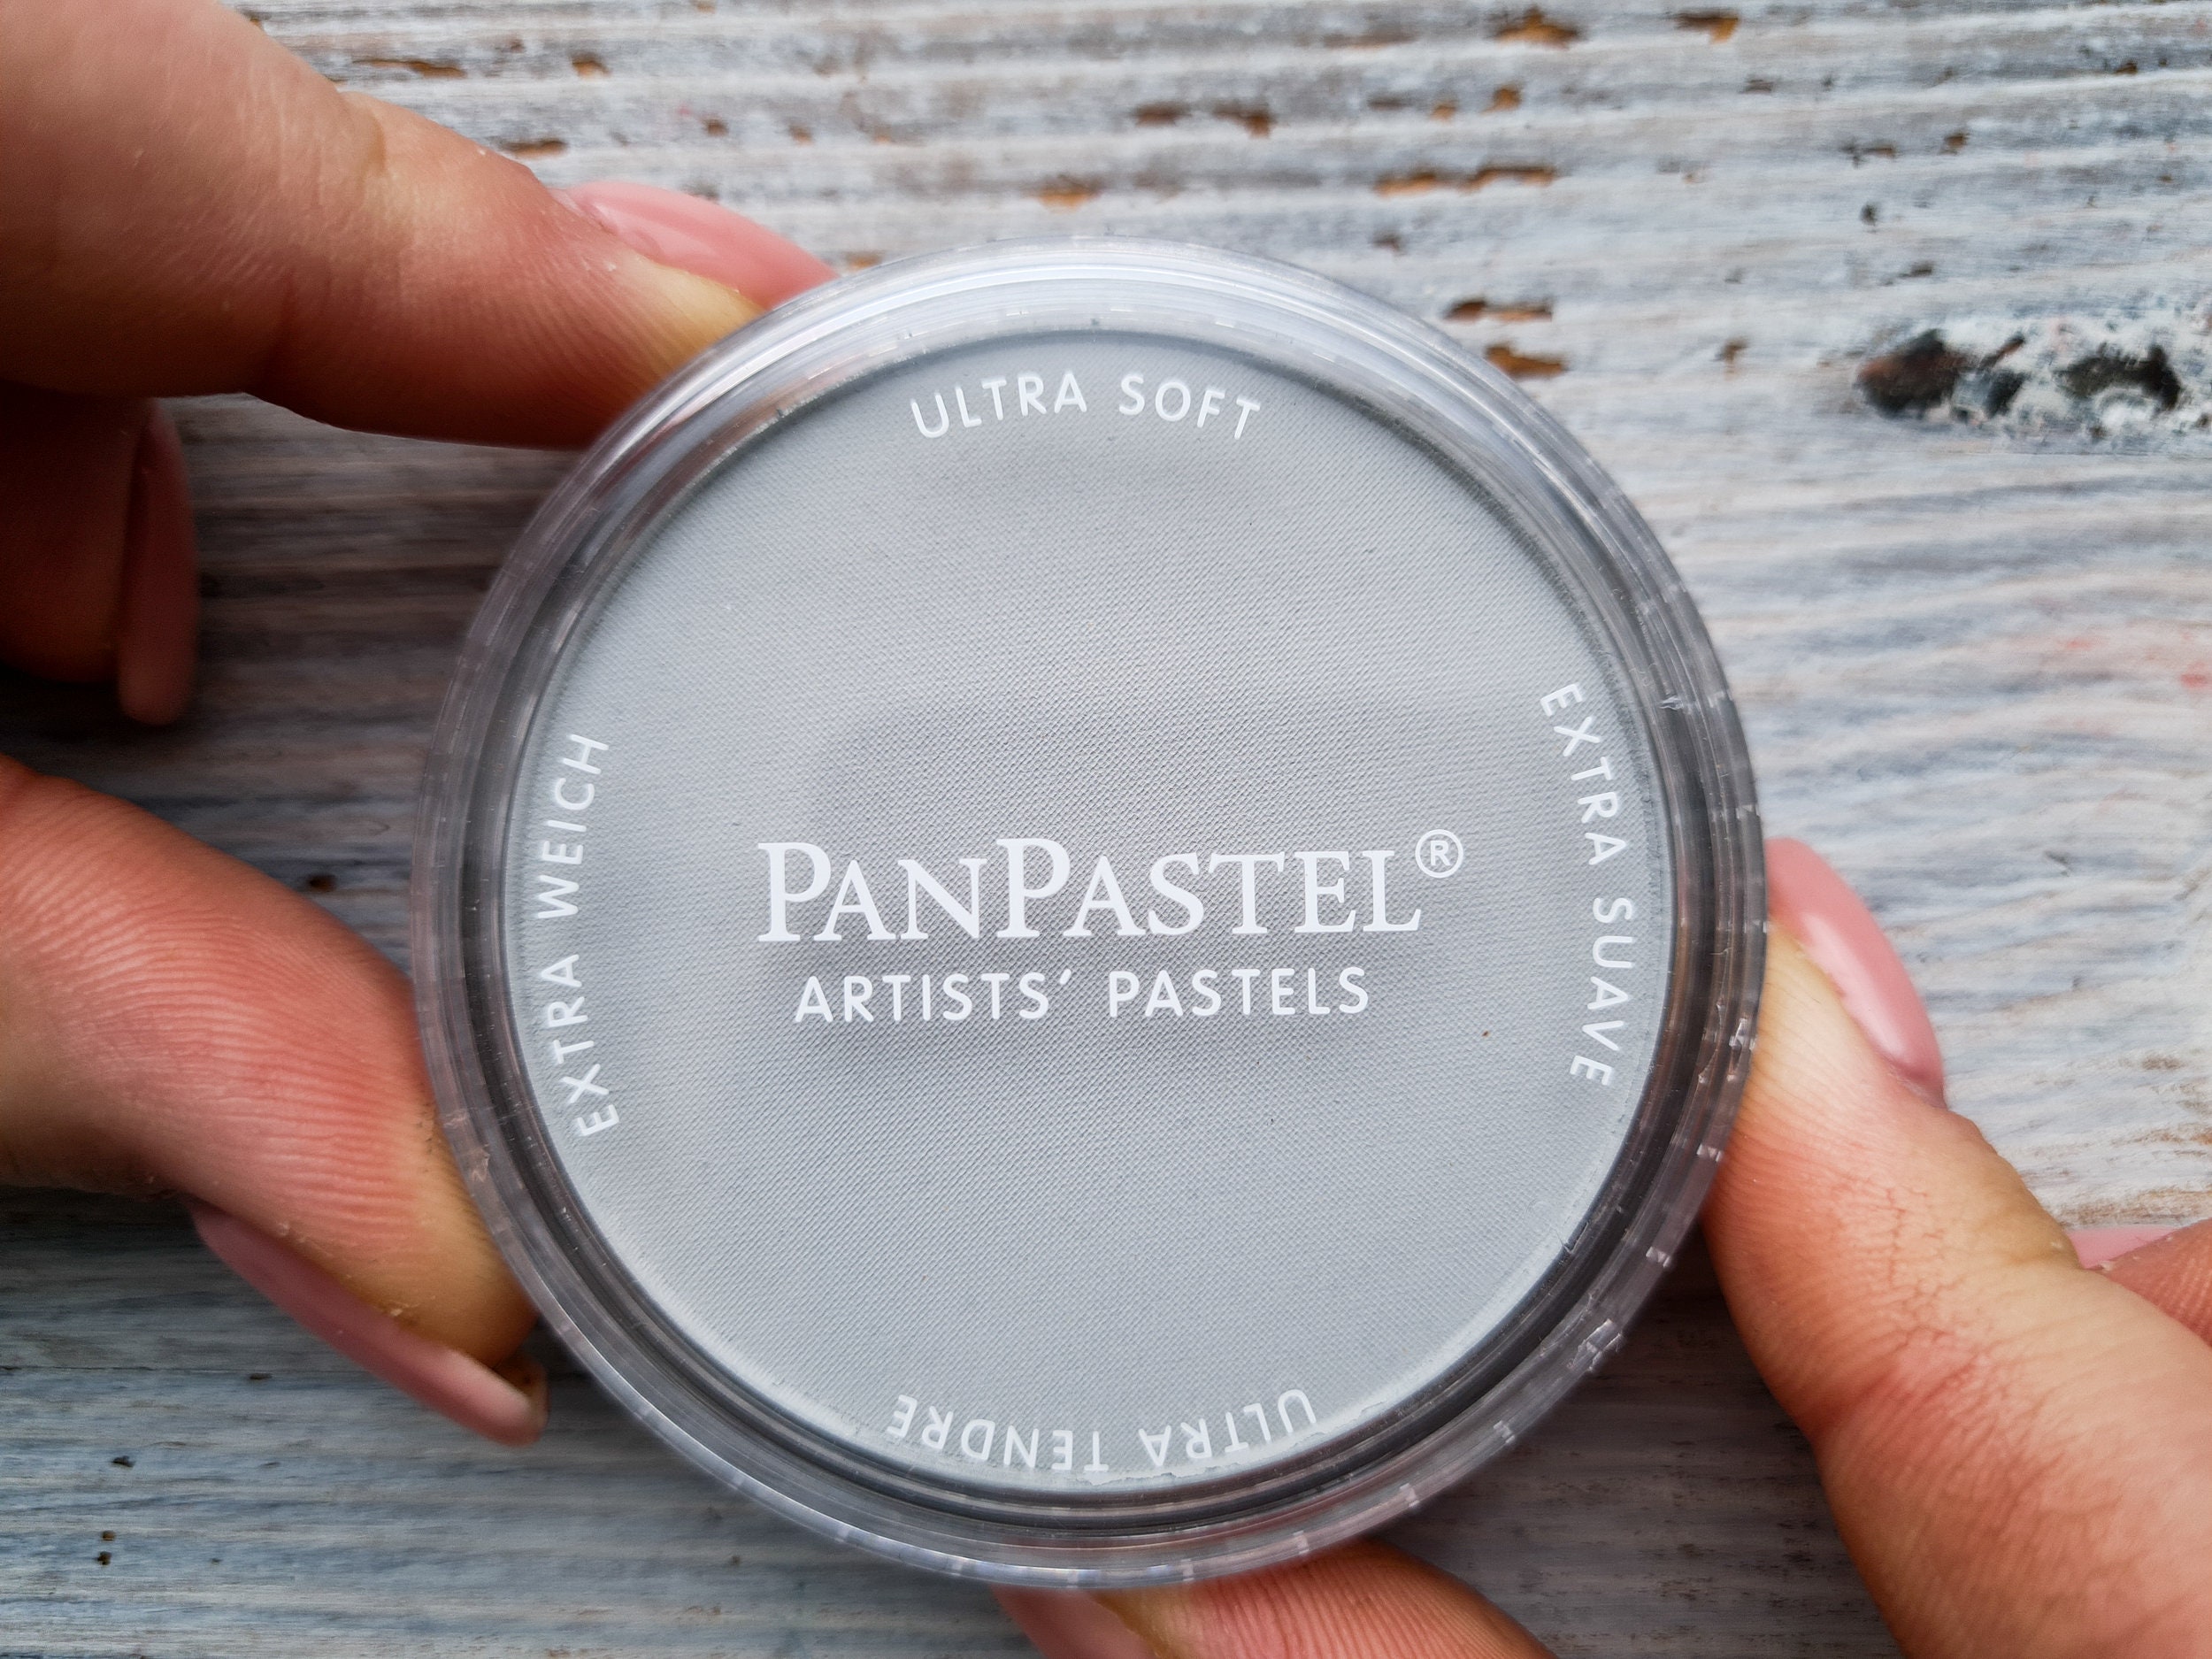 ULTRA SOFT
EXTRA WEICH
EXTRA SUAVE
PANPASTEL®
ARTISTS' PASTELS
ULTRA TENDRE